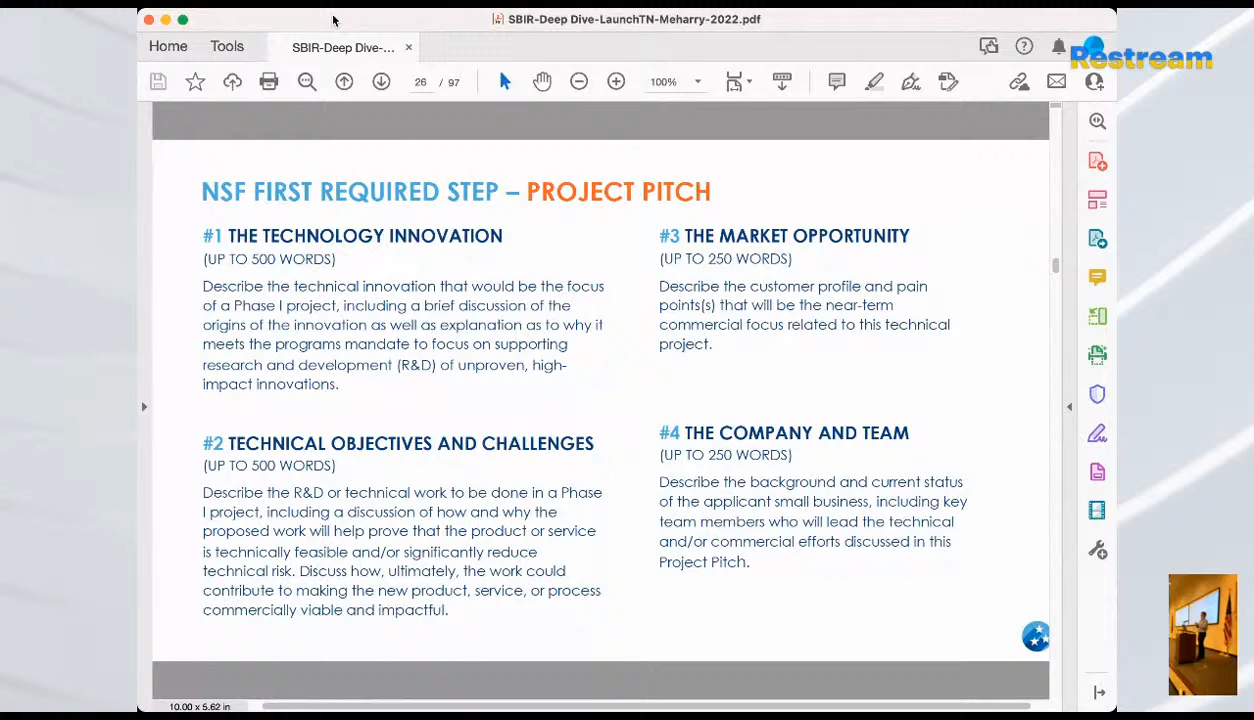 SBIR-Deep Dive-LaunchTN-Meharry-2022.pdf
Home
Tools
SBIR-Deep Dive-...
Restream
26 / 97
100%
NSF FIRST REQUIRED STEP – PROJECT PITCH
#1 THE TECHNOLOGY INNOVATION
(UP TO 500 WORDS)
Describe the technical innovation that would be the focus
of a Phase I project, including a brief discussion of the
origins of the innovation as well as explanation as to why it
meets the programs mandate to focus on supporting
research and development (R&D) of unproven, high-
impact innovations.
#2 TECHNICAL OBJECTIVES AND CHALLENGES
(UP TO 500 WORDS)
Describe the R&D or technical work to be done in a Phase
I project, including a discussion of how and why the
proposed work will help prove that the product or service
is technically feasible and/or significantly reduce
technical risk. Discuss how, ultimately, the work could
contribute to making the new product, service, or process
commercially viable and impactful.
#3 THE MARKET OPPORTUNITY
(UP TO 250 WORDS)
Describe the customer profile and pain
points(s) that will be the near-term
commercial focus related to this technical
project.
#4 THE COMPANY AND TEAM
(UP TO 250 WORDS)
Describe the background and current status
of the applicant small business, including key
team members who will lead the technical
and/or commercial efforts discussed in this
Project Pitch.
10.00 x 5.62 in